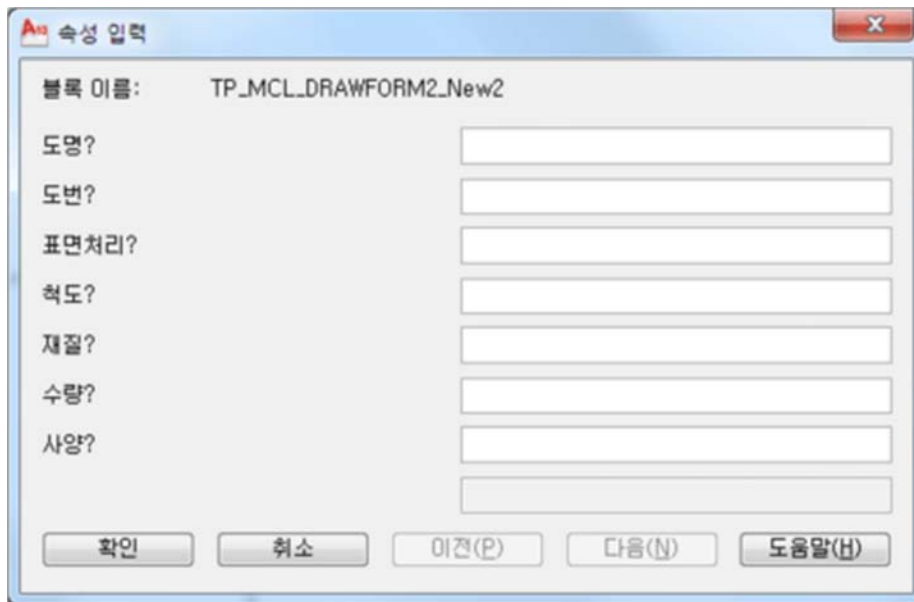 속성 입력
블록 이름: TP_MCL_DRAWFORM2_New2
도명?
도번?
표면처리?
척도?
재질?
수량?
사양?
확인 취소 이전(P) 다음(N) 도움말(H)